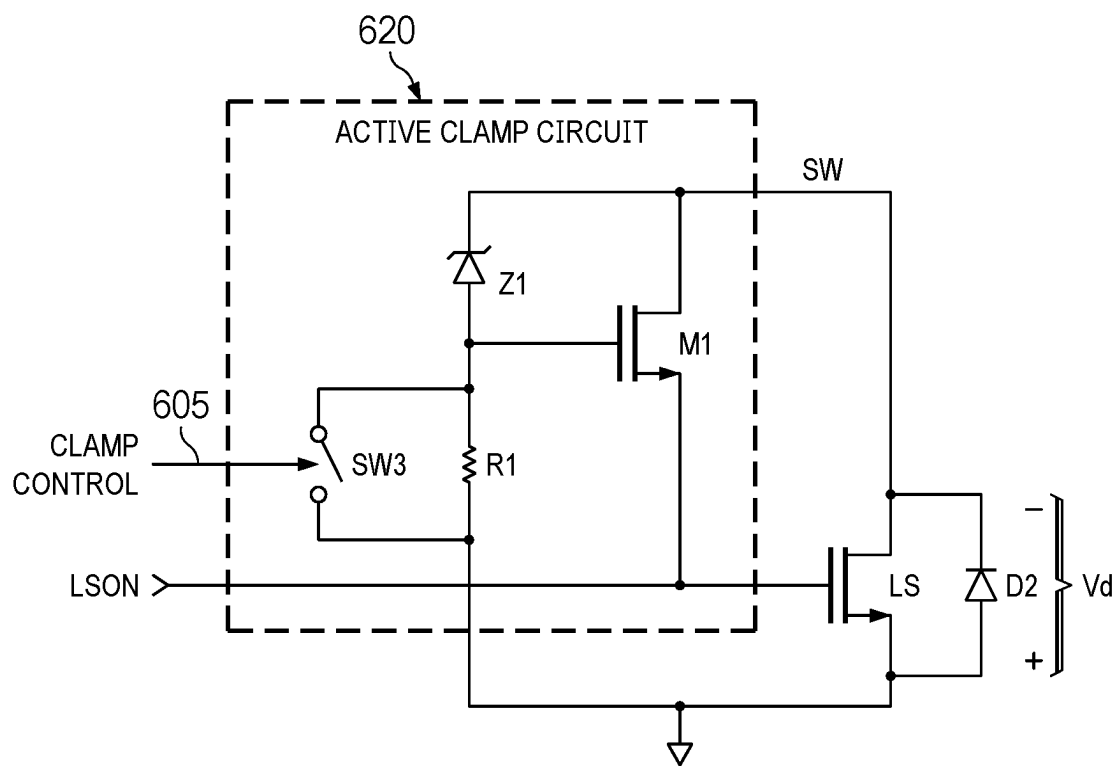 620
ACTIVE CLAMP CIRCUIT
SW
Z1
M1
605
CLAMP
CONTROL
SW3
R1
LSON
LS
D2
−
Vd
+